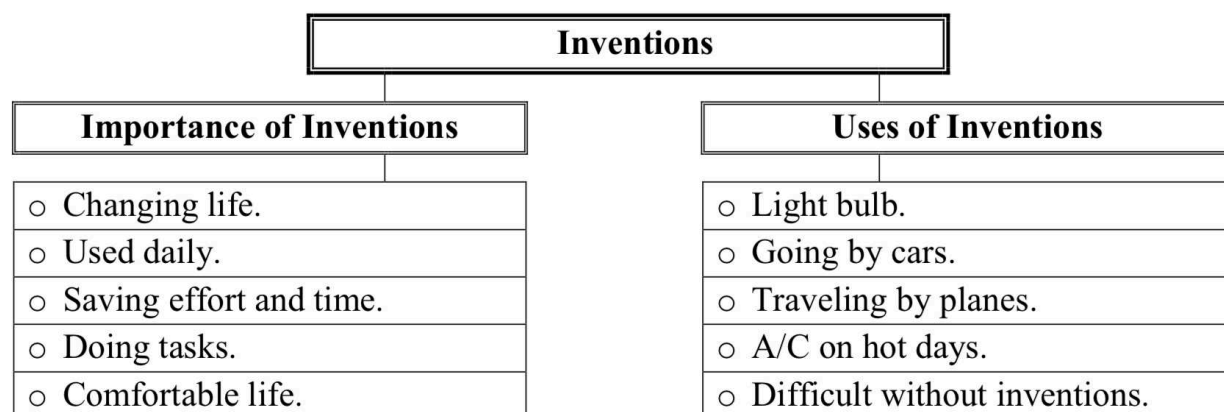 Inventions
Importance of Inventions
○ Changing life.
○ Used daily.
○ Saving effort and time.
○ Doing tasks.
○ Comfortable life.
Uses of Inventions
○ Light bulb.
○ Going by cars.
○ Traveling by planes.
○ A/C on hot days.
○ Difficult without inventions.